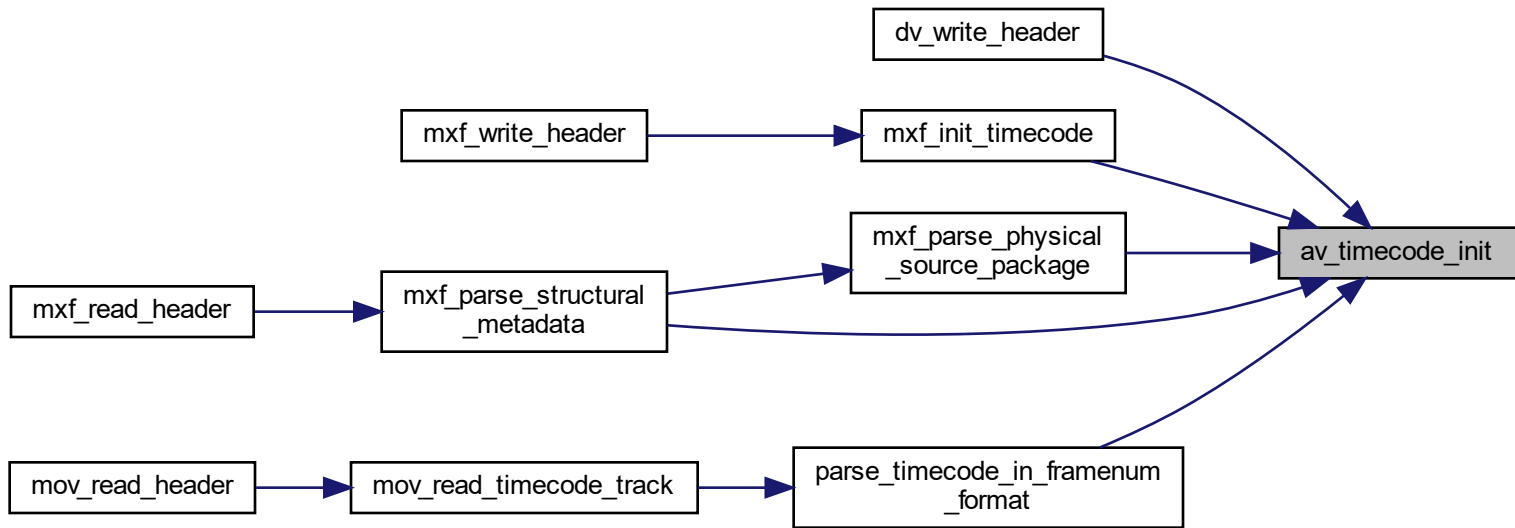 dv_write_header
mxf_write_header
mxf_init_timecode
mxf_parse_physical
_source_package
av_timecode_init
mxf_read_header
mxf_parse_structural
_metadata
mov_read_header
mov_read_timecode_track
parse_timecode_in_framenum
_format